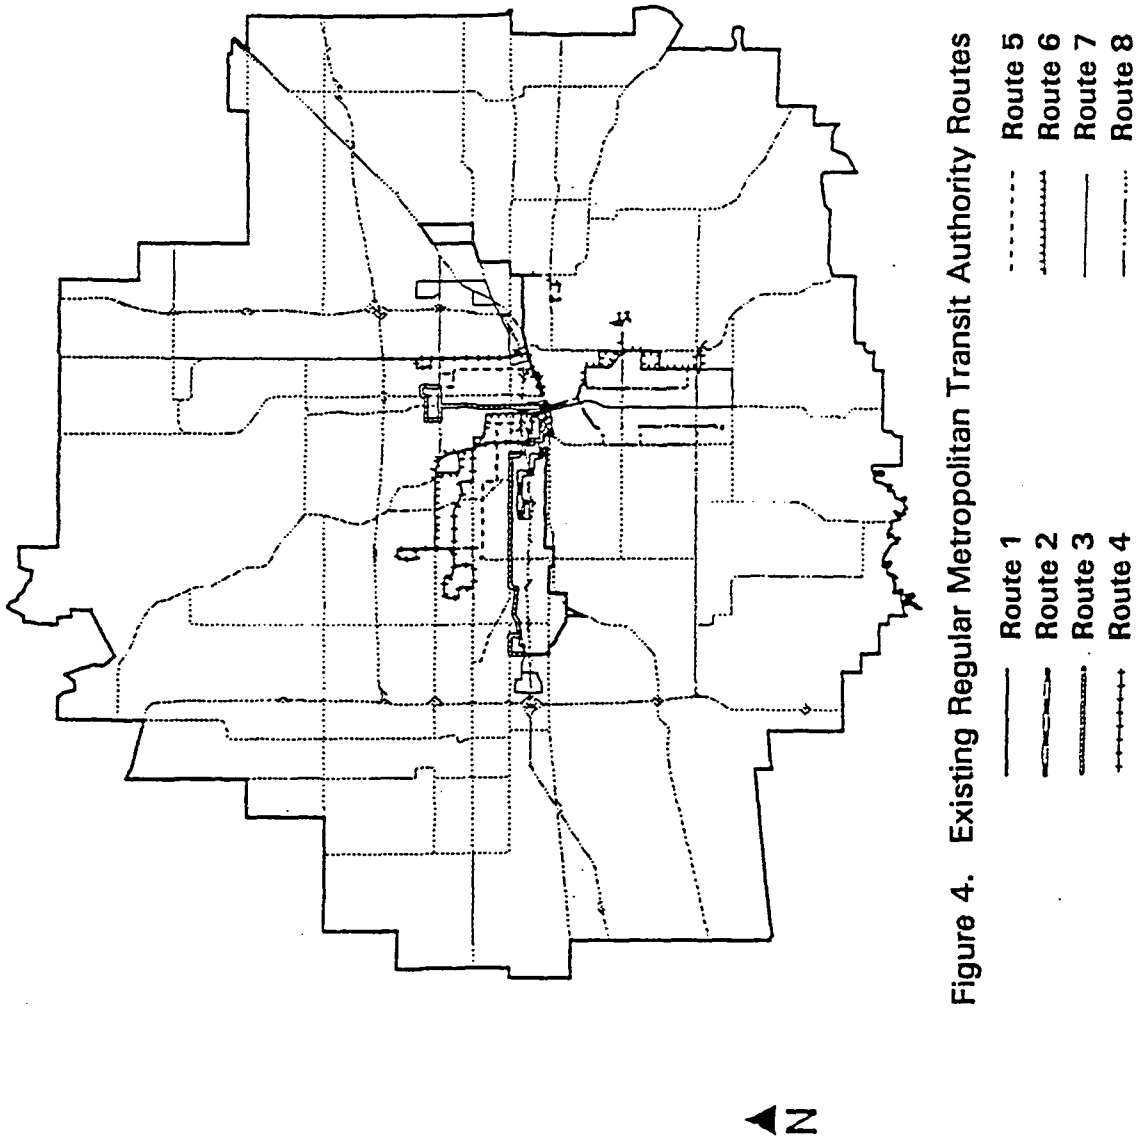 Figure 4. Existing Regular Metropolitan Transit Authority Routes
Route 1
Route 2
Route 3
Route 4
Route 5
Route 6
Route 7
Route 8
N